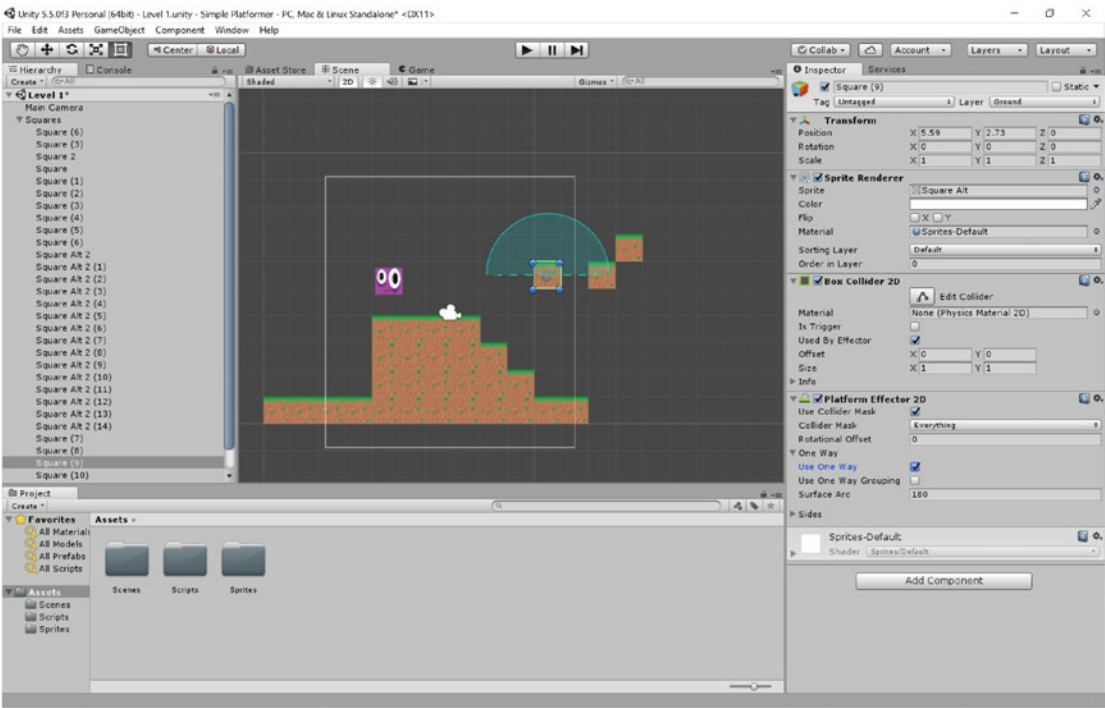 Unity 5.5.0f3 Personal (64bit) - Level 1.unity - Simple Platformer - PC, Mac & Linux Standalone* <DX11>
File Edit Assets GameObject Component Window Help
Center Local Collab Account Layers Layout
Hierarchy Console Asset Store Scene Game Inspector Services
Create All Shaded 2D Gizmos All
Level 1*
Main Camera
Squares
Square (6)
Square (3)
Square 2
Square
Square (1)
Square (2)
Square (3)
Square (4)
Square (5)
Square (6)
Square Alt 2
Square Alt 2 (1)
Square Alt 2 (2)
Square Alt 2 (3)
Square Alt 2 (4)
Square Alt 2 (5)
Square Alt 2 (6)
Square Alt 2 (7)
Square Alt 2 (8)
Square Alt 2 (9)
Square Alt 2 (10)
Square Alt 2 (11)
Square Alt 2 (12)
Square Alt 2 (13)
Square Alt 2 (14)
Square (7)
Square (8)
Square (9)
Square (10)
Square (9) Static
Tag Untagged Layer Ground
Transform
Position X 5.59 Y 2.73 Z 0
Rotation X 0 Y 0 Z 0
Scale X 1 Y 1 Z 1
Sprite Renderer
Sprite Square Alt
Color
Flip X Y
Material Sprites-Default
Sorting Layer Default
Order in Layer 0
Box Collider 2D
Edit Collider
Material None (Physics Material 2D)
Is Trigger
Used By Effector
Offset X 0 Y 0
Size X 1 Y 1
Info
Platform Effector 2D
Use Collider Mask
Collider Mask Everything
Rotational Offset 0
One Way
Use One Way
Use One Way Grouping
Surface Arc 180
Sides
Sprites-Default
Shader Sprites/Default
Add Component
Project
Create
Favorites
All Materials
All Models
All Prefabs
All Scripts
Assets
Scenes
Scripts
Sprites
Assets
Scenes Scripts Sprites